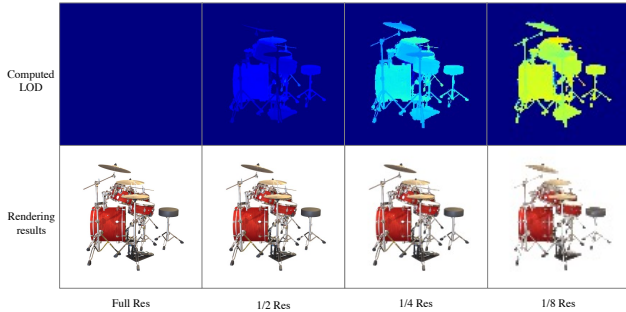 Computed
LOD
Rendering
results
Full Res
1/2 Res
1/4 Res
1/8 Res